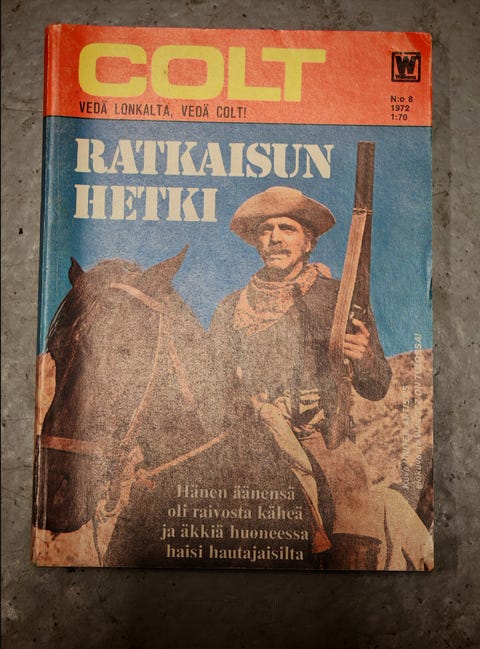 COLT
VEDÄ LONKALTA, VEDÄ COLT!
W
N:o 8
1972
1:70
RATKAISUN
HETKI
Hänen äänensä
oli raivosta käheä
ja äkkiä huoneessa
haisi hautajaisilta